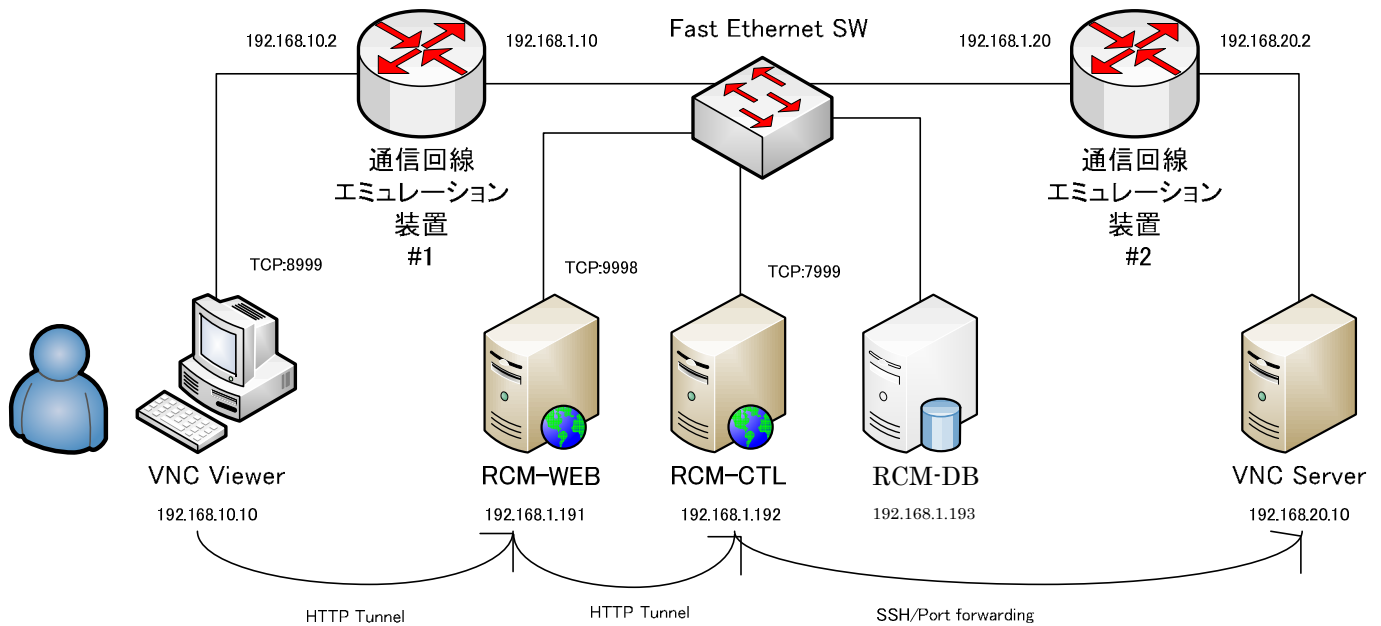 Fast Ethernet SW
192.168.10.2
192.168.1.10
192.168.1.20
192.168.20.2
通信回線
エミュレーション
装置
#1
通信回線
エミュレーション
装置
#2
TCP:8999
TCP:9998
TCP:7999
VNC Viewer
RCM-WEB
RCM-CTL
RCM-DB
VNC Server
192.168.10.10
192.168.1.191
192.168.1.192
192.168.1.193
192.168.20.10
HTTP Tunnel
HTTP Tunnel
SSH/Port forwarding